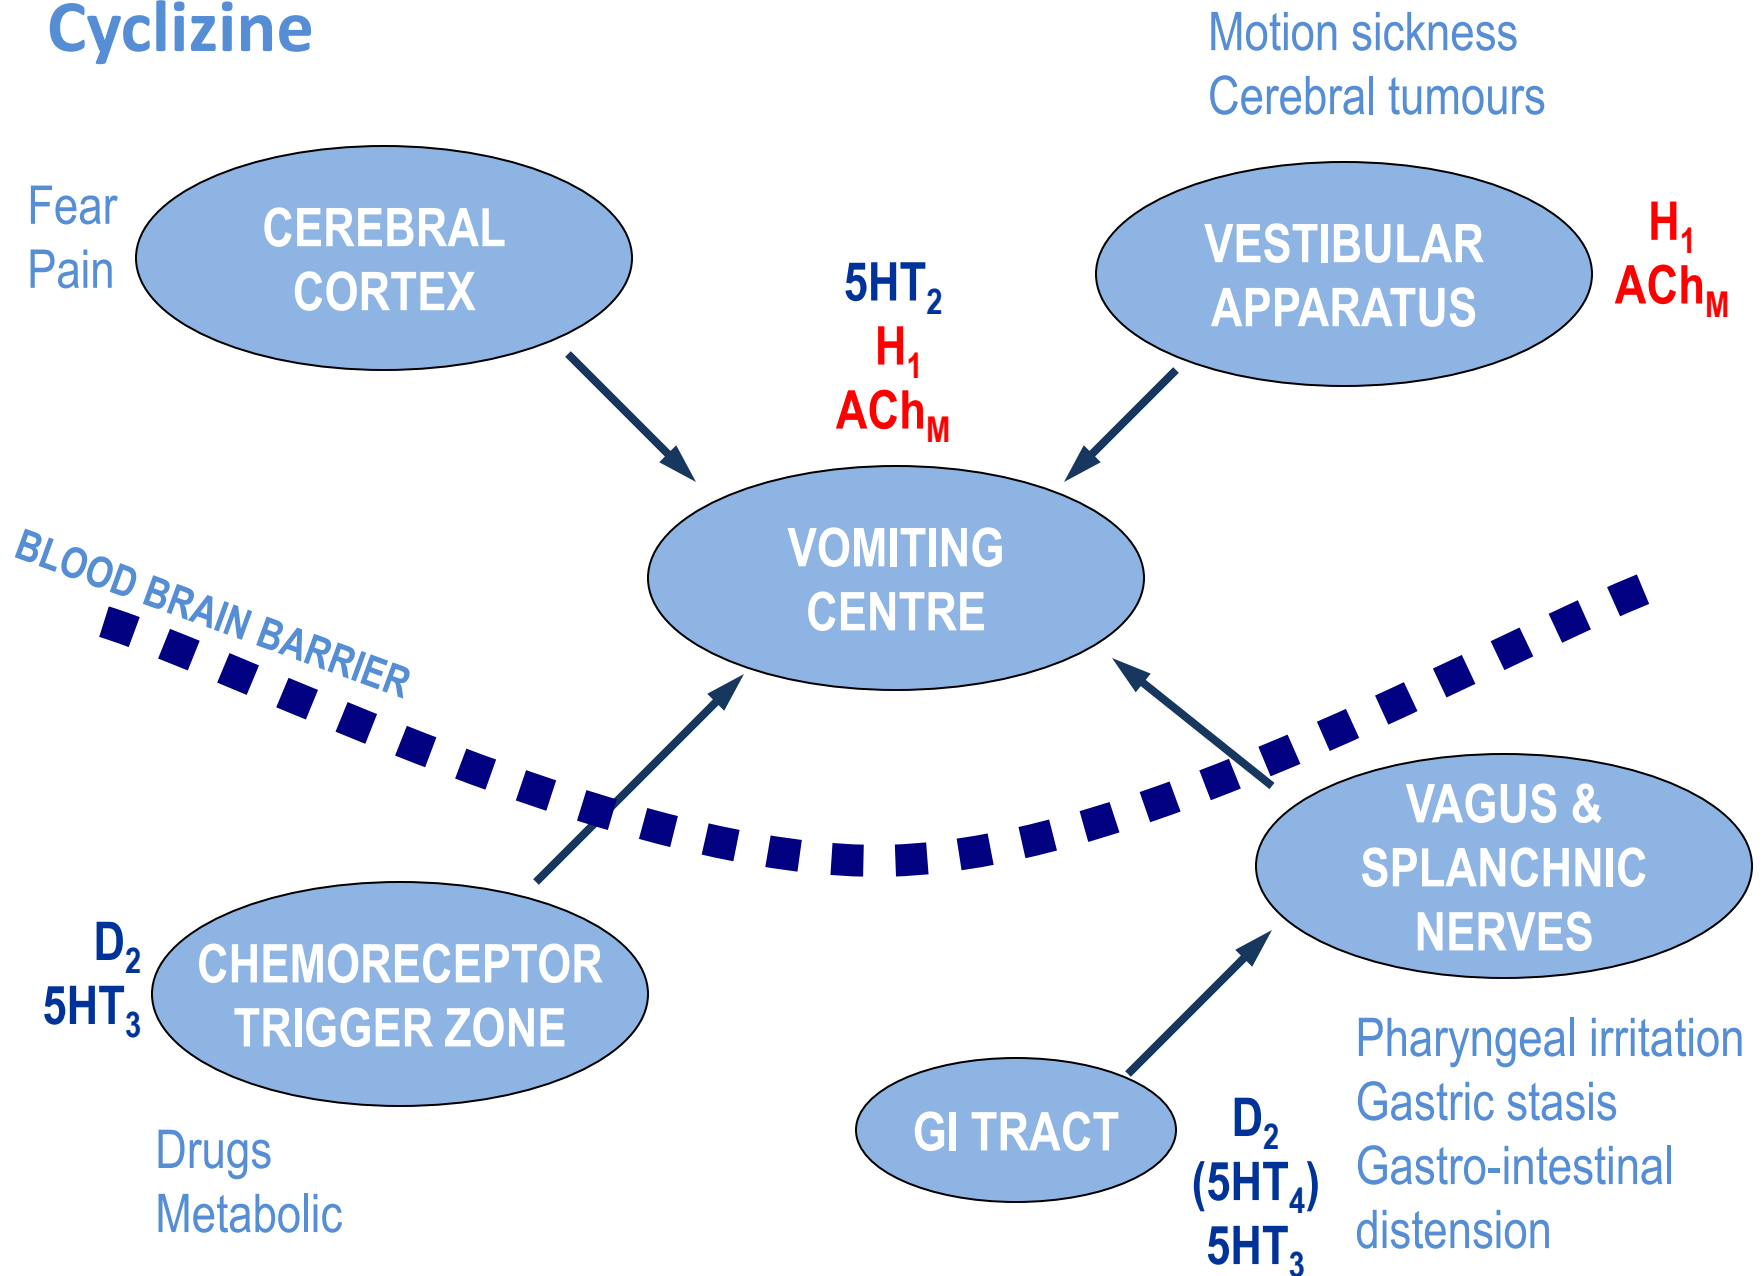 Cyclizine
Motion sickness
Cerebral tumours
Fear
Pain
CEREBRAL
CORTEX
5HT₂
H₁
AChM
VESTIBULAR
APPARATUS
H₁
AChM
VOMITING
CENTRE
BLOOD BRAIN BARRIER
D₂
5HT₃
CHEMORECEPTOR
TRIGGER ZONE
Drugs
Metabolic
VAGUS &
SPLANCHNIC
NERVES
GI TRACT
D₂
(5HT₄)
5HT₃
Pharyngeal irritation
Gastric stasis
Gastro-intestinal
distension